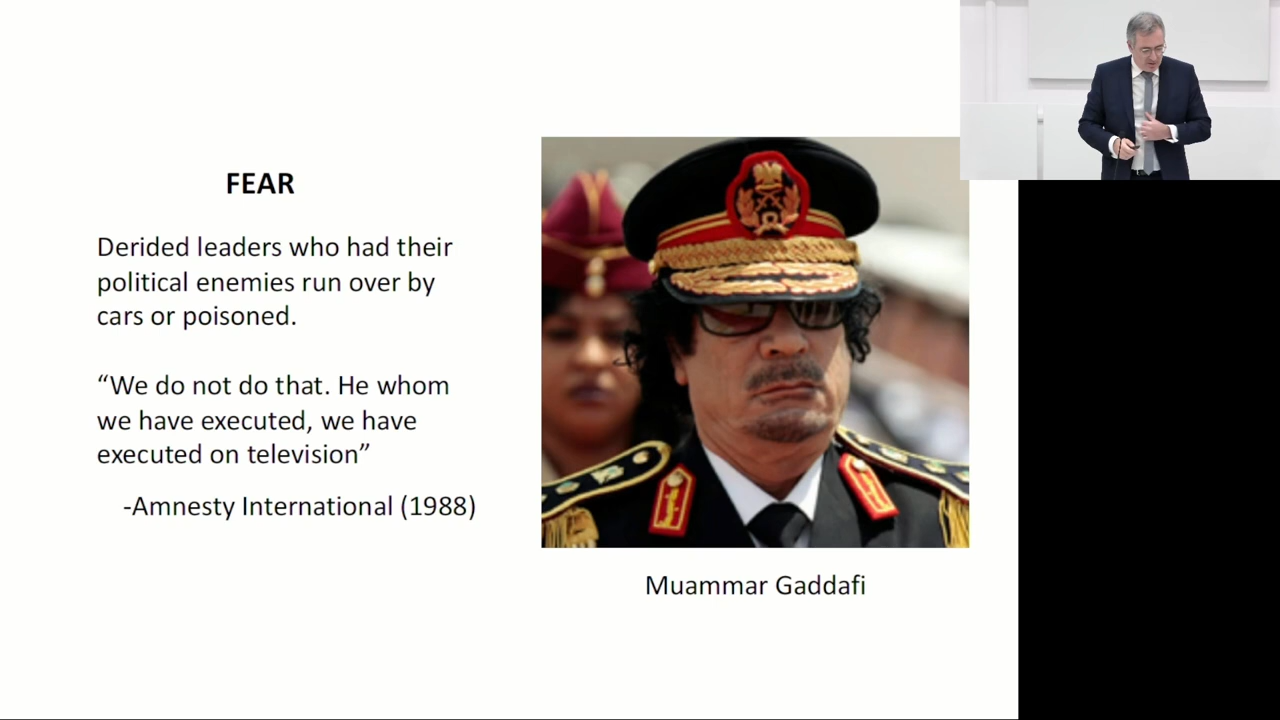 FEAR
Derided leaders who had their
political enemies run over by
cars or poisoned.
“We do not do that. He whom
we have executed, we have
executed on television”
-Amnesty International (1988)
Muammar Gaddafi